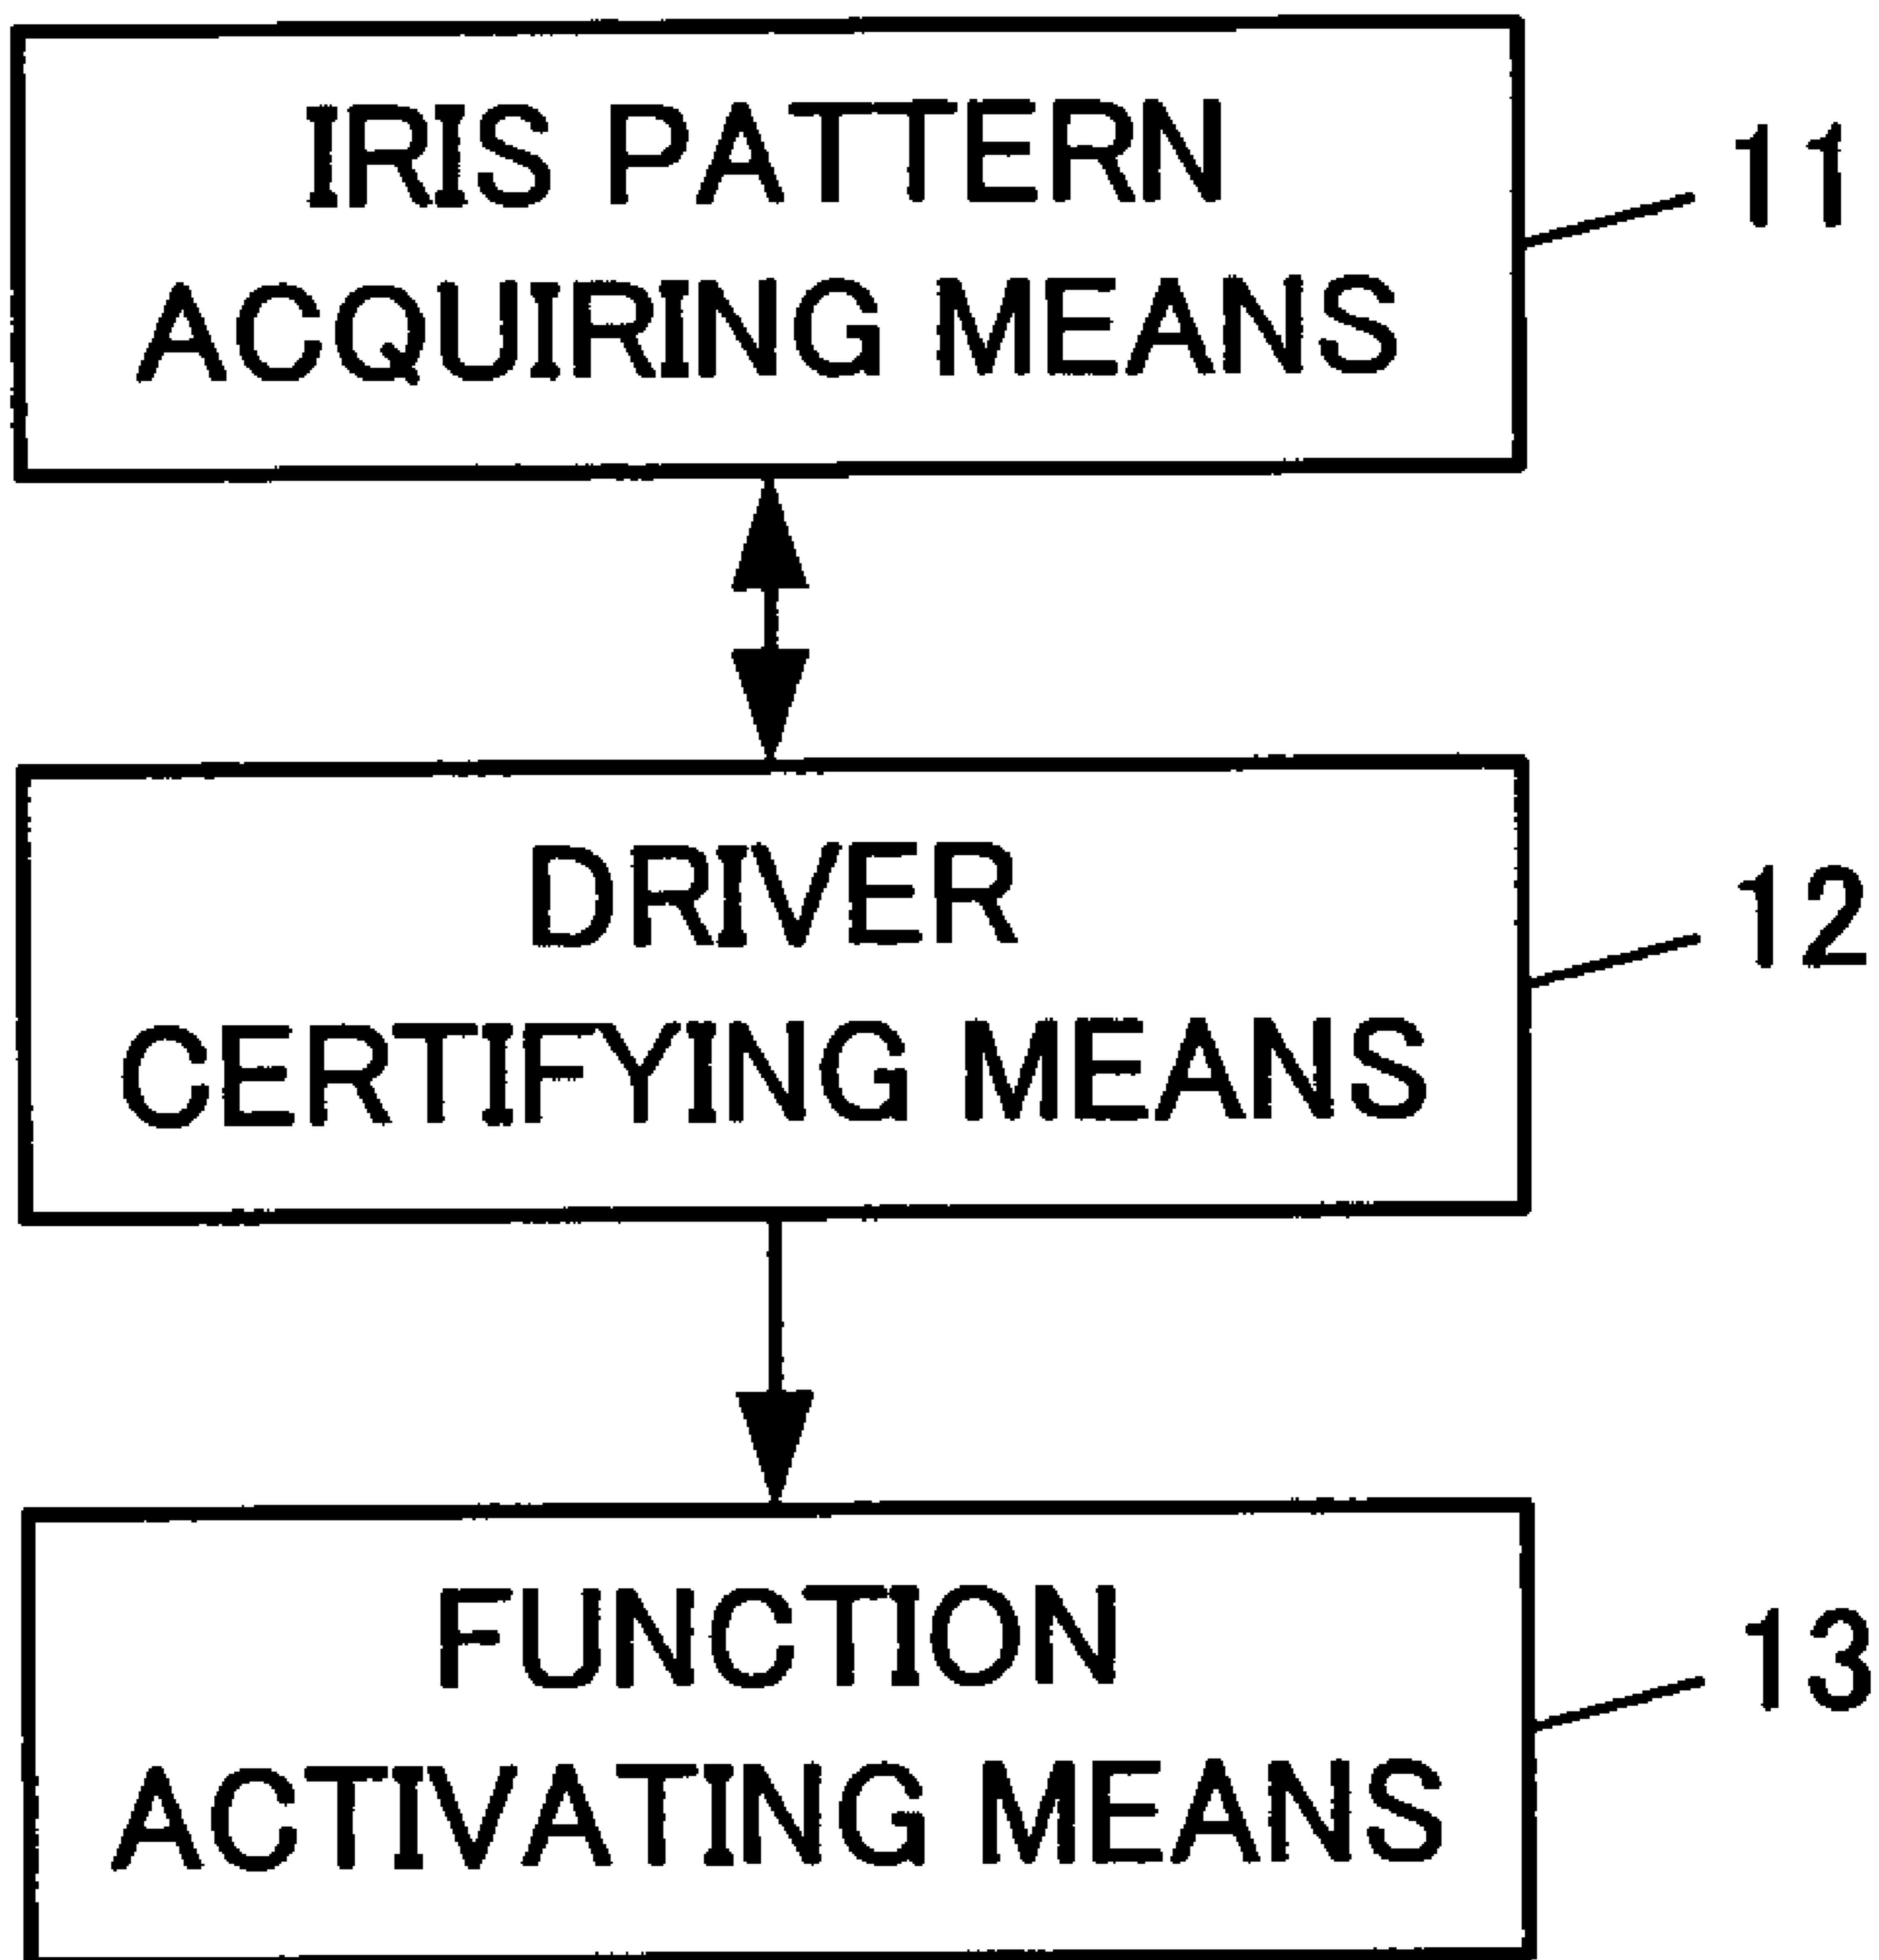 IRIS PATTERN
ACQUIRING MEANS
11
DRIVER
CERTIFYING MEANS
12
FUNCTION
ACTIVATING MEANS
13